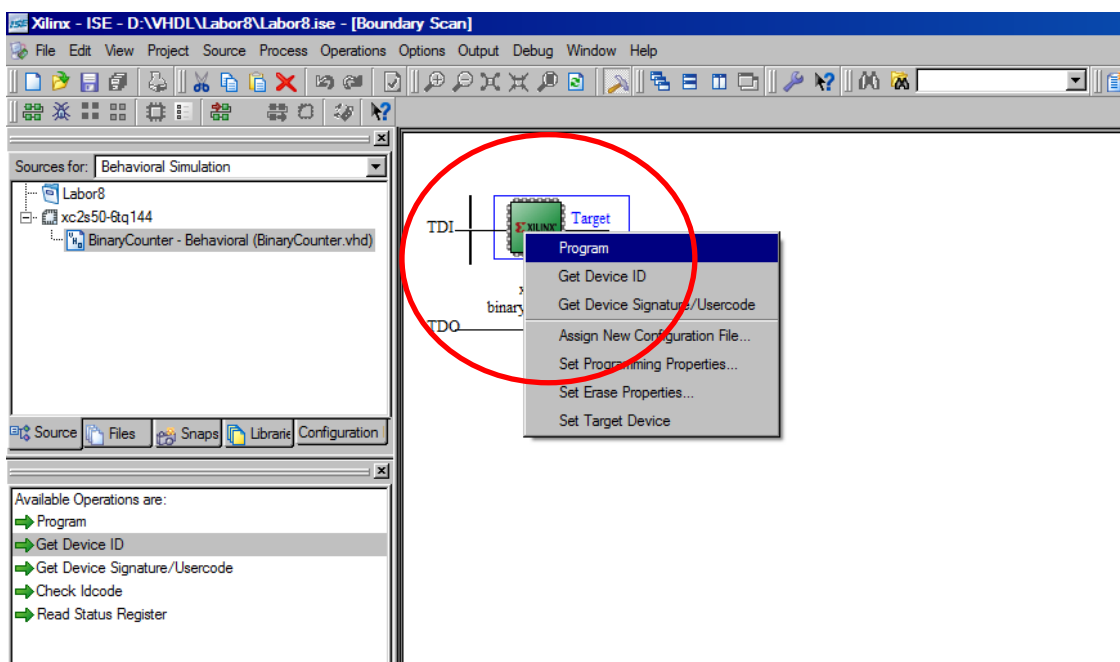 Xilinx - ISE - D:\VHDL\Labor8\Labor8.ise - [Boundary Scan]
File Edit View Project Source Process Operations Options Output Debug Window Help
Sources for: Behavioral Simulation
Labor8
xc2s50-6tq144
BinaryCounter - Behavioral (BinaryCounter.vhd)
Source Files Snaps Librarie Configuration
Available Operations are:
Program
Get Device ID
Get Device Signature/Usercode
Check Idcode
Read Status Register
TDI
XILINX
Target
binary
TDO
Program
Get Device ID
Get Device Signature/Usercode
Assign New Configuration File...
Set Programming Properties...
Set Erase Properties...
Set Target Device